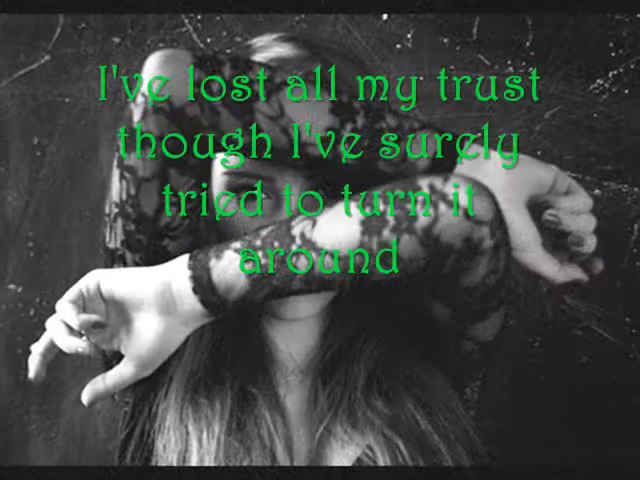 I've lost all my trust
though I've surely
tried to turn it
around